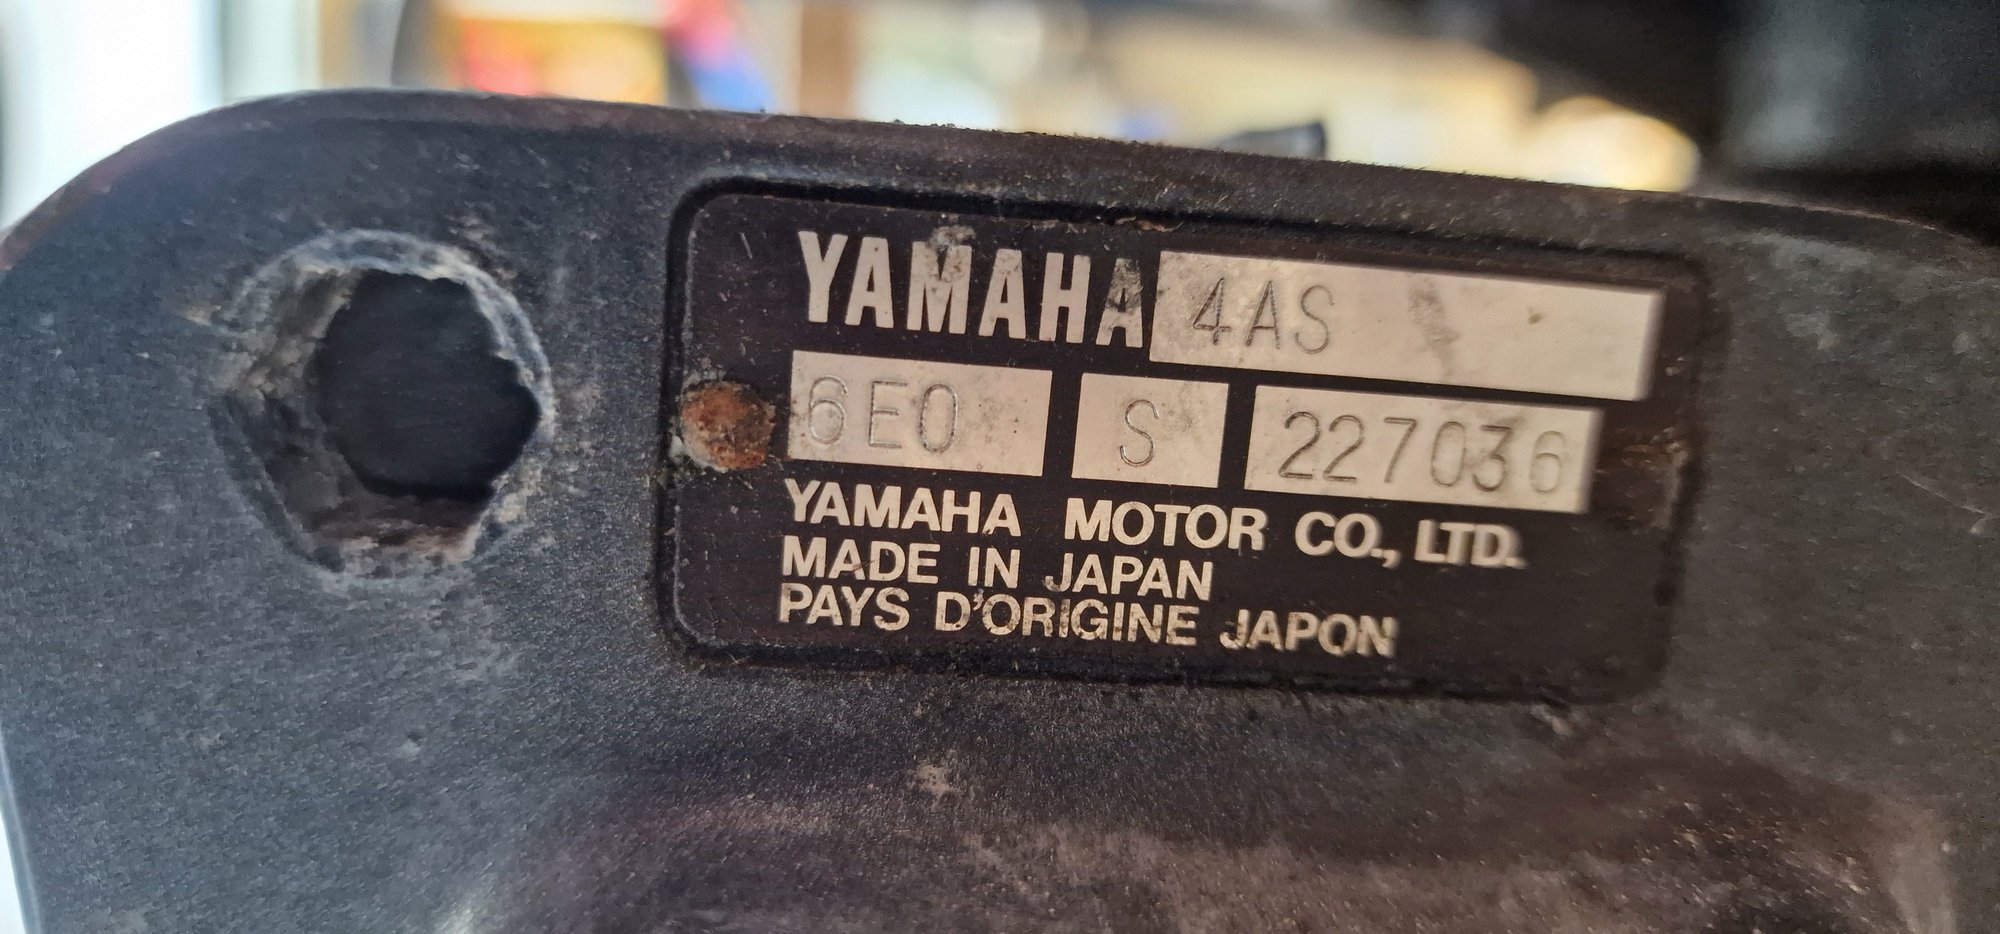 YAMAHA 4AS
6E0 S 227036
YAMAHA MOTOR CO., LTD.
MADE IN JAPAN
PAYS D'ORIGINE JAPON